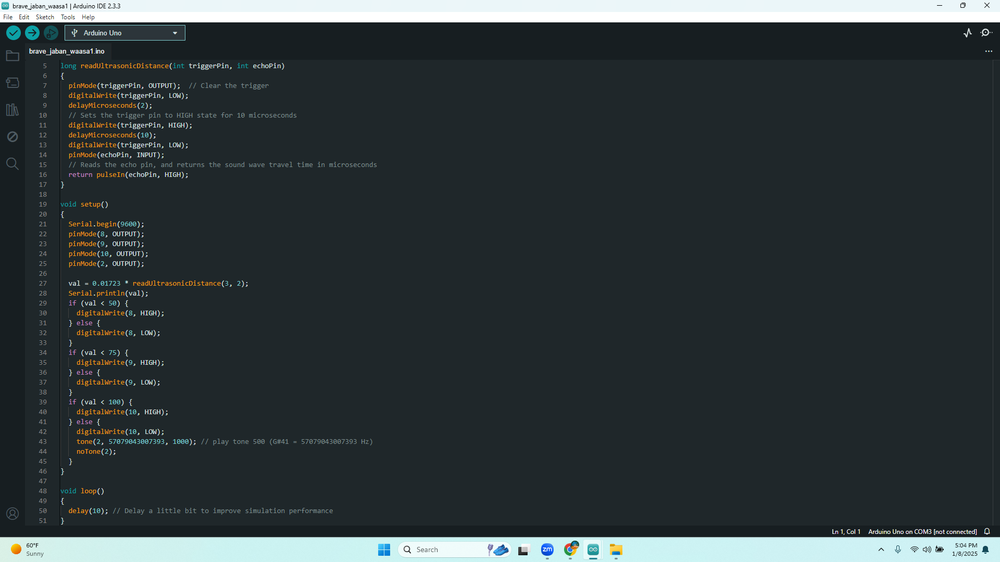 brave_jaban_waasa1 | Arduino IDE 2.3.3
File Edit Sketch Tools Help
Arduino Uno
brave_jaban_waasa1.ino
5 long readUltrasonicDistance(int triggerPin, int echoPin)
6 {
7 pinMode(triggerPin, OUTPUT);  // Clear the trigger
8 digitalWrite(triggerPin, LOW);
9 delayMicroseconds(2);
10 // Sets the trigger pin to HIGH state for 10 microseconds
11 digitalWrite(triggerPin, HIGH);
12 delayMicroseconds(10);
13 digitalWrite(triggerPin, LOW);
14 pinMode(echoPin, INPUT);
15 // Reads the echo pin, and returns the sound wave travel time in microseconds
16 return pulseIn(echoPin, HIGH);
17 }
18
19 void setup()
20 {
21 Serial.begin(9600);
22 pinMode(8, OUTPUT);
23 pinMode(9, OUTPUT);
24 pinMode(10, OUTPUT);
25 pinMode(2, OUTPUT);
26
27 val = 0.01723 * readUltrasonicDistance(3, 2);
28 Serial.println(val);
29 if (val < 50) {
30 digitalWrite(8, HIGH);
31 } else {
32 digitalWrite(8, LOW);
33 }
34 if (val < 75) {
35 digitalWrite(9, HIGH);
36 } else {
37 digitalWrite(9, LOW);
38 }
39 if (val < 100) {
40 digitalWrite(10, HIGH);
41 } else {
42 digitalWrite(10, LOW);
43 tone(2, 57079043007393, 1000); // play tone 500 (G#41 = 57079043007393 Hz)
44 noTone(2);
45 }
46 }
47
48 void loop()
49 {
50 delay(10); // Delay a little bit to improve simulation performance
51 }
Ln 1, Col 1 Arduino Uno on COM3 [not connected]
60°F
Sunny
Search
zm
5:04 PM
1/8/2025